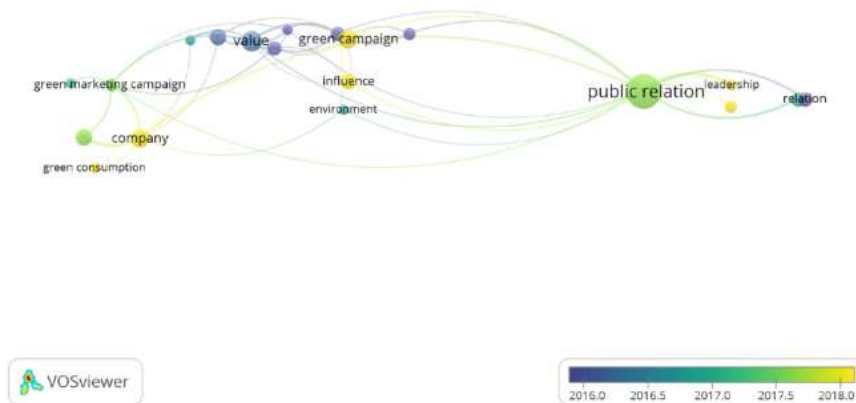 value
green campaign
green marketing campaign
influence
public relation
leadership
relation
environment
company
green consumption
VOSviewer
2016.0 2016.5 2017.0 2017.5 2018.0